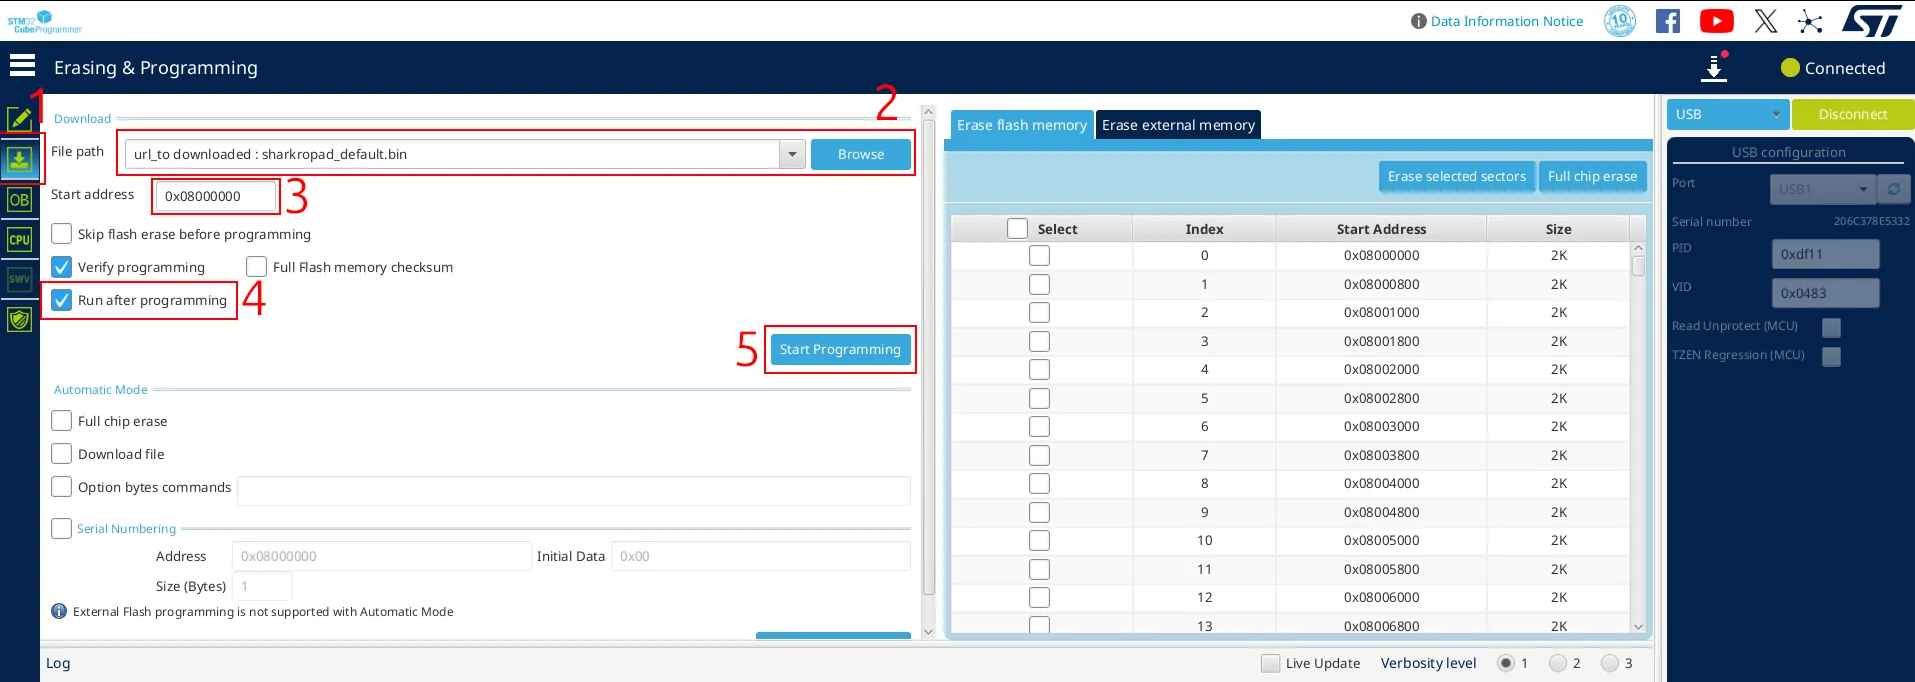 STM32
CubeProgrammer
Data Information Notice
10
ST
Erasing & Programming
Connected
1
Download
2
File path
url_to downloaded : sharkropad_default.bin
Browse
Start address
0x08000000
3
Skip flash erase before programming
Verify programming
Full Flash memory checksum
Run after programming
4
5
Start Programming
Automatic Mode
Full chip erase
Download file
Option bytes commands
Serial Numbering
Address
0x08000000
Initial Data
0x00
Size (Bytes)
1
External Flash programming is not supported with Automatic Mode
OB
CPU
SWV
Erase flash memory
Erase external memory
Erase selected sectors
Full chip erase
Select Index Start Address Size
0 0x08000000 2K
1 0x08000800 2K
2 0x08001000 2K
3 0x08001800 2K
4 0x08002000 2K
5 0x08002800 2K
6 0x08003000 2K
7 0x08003800 2K
8 0x08004000 2K
9 0x08004800 2K
10 0x08005000 2K
11 0x08005800 2K
12 0x08006000 2K
13 0x08006800 2K
USB
Disconnect
USB configuration
Port
USB1
Serial number
206C378E5332
PID
0xdf11
VID
0x0483
Read Unprotect (MCU)
TZEN Regression (MCU)
Log
Live Update
Verbosity level
1
2
3